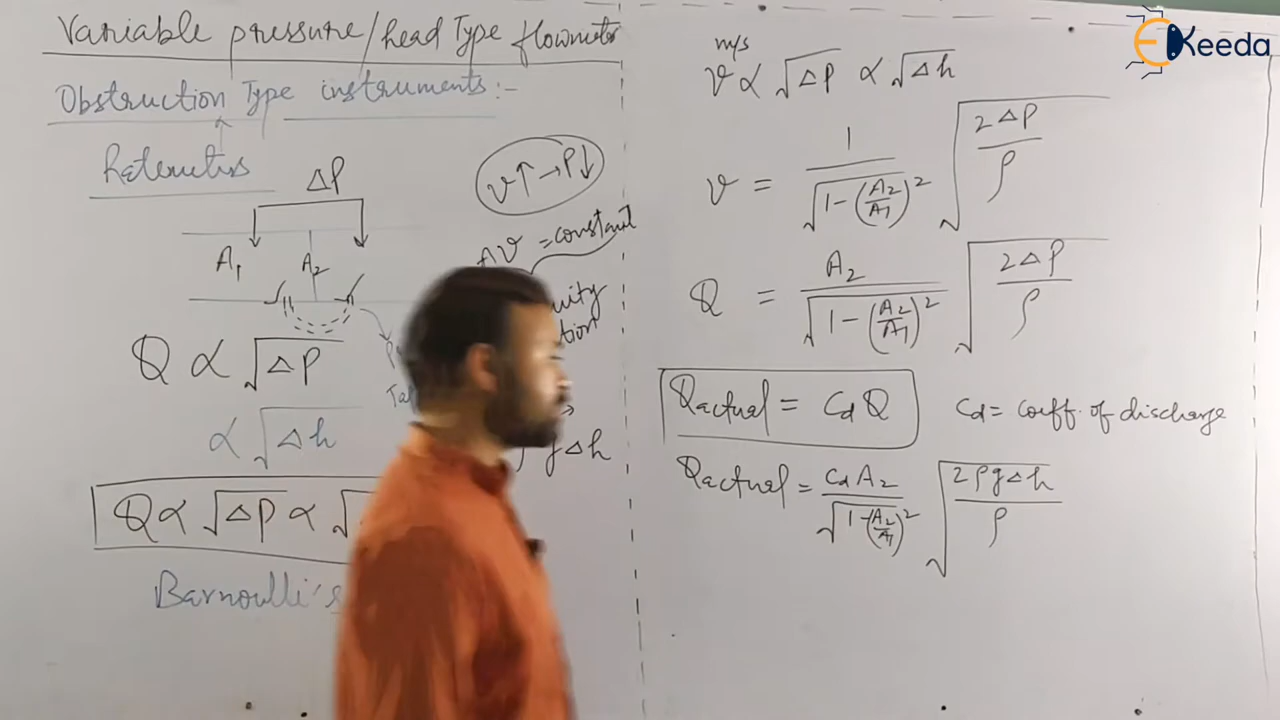 Variable pressure/head Type flowmeter
Obstruction Type instruments:-
ΔP
A₁
A₂
Q ∝ √ΔP
∝ √Δh
Q ∝ √ΔP ∝ √
Barnoulli's
v↑ → P↓
AV = constant
gΔh
m/s
v ∝ √ΔP ∝ √Δh
v = 1/√(1-(A₂/A₁)²) √(2ΔP/ρ)
Q = A₂/√(1-(A₂/A₁)²) √(2ΔP/ρ)
Qactual = Cd Q
Cd = coeff. of discharge
Qactual = Cd A₂/√(1-(A₂/A₁)²) √(2ρgΔh/ρ)
EKeeda